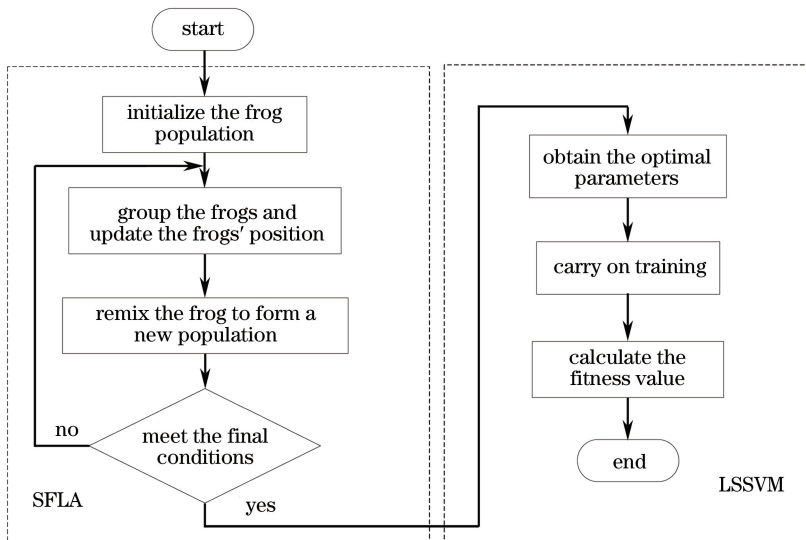 start
initialize the frog
population
group the frogs and
update the frogs' position
remix the frog to form a
new population
meet the final
conditions
no
yes
SFLA
obtain the optimal
parameters
carry on training
calculate the
fitness value
end
LSSVM